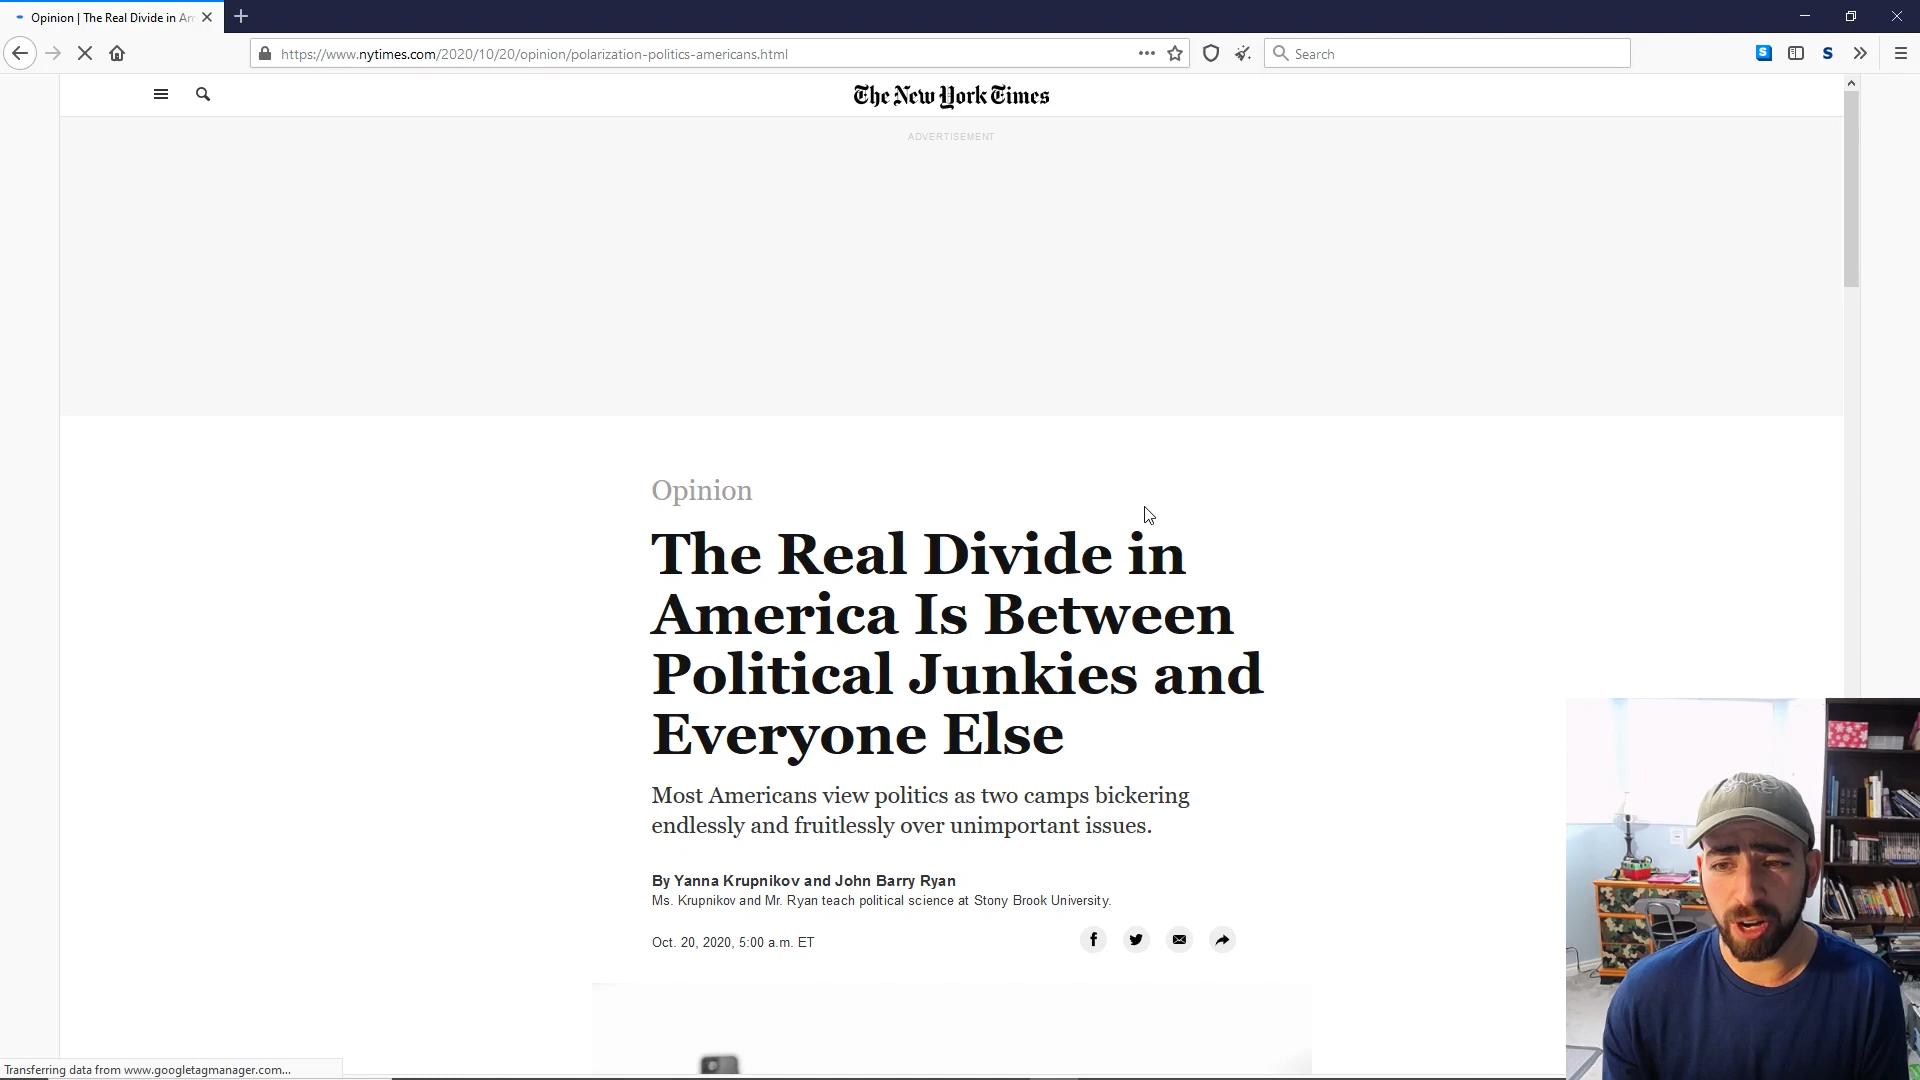 Opinion | The Real Divide in Am
https://www.nytimes.com/2020/10/20/opinion/polarization-politics-americans.html
Search
S
S
The New York Times
ADVERTISEMENT
Opinion
The Real Divide in
America Is Between
Political Junkies and
Everyone Else
Most Americans view politics as two camps bickering
endlessly and fruitlessly over unimportant issues.
By Yanna Krupnikov and John Barry Ryan
Ms. Krupnikov and Mr. Ryan teach political science at Stony Brook University.
Oct. 20, 2020, 5:00 a.m. ET
Transferring data from www.googletagmanager.com...